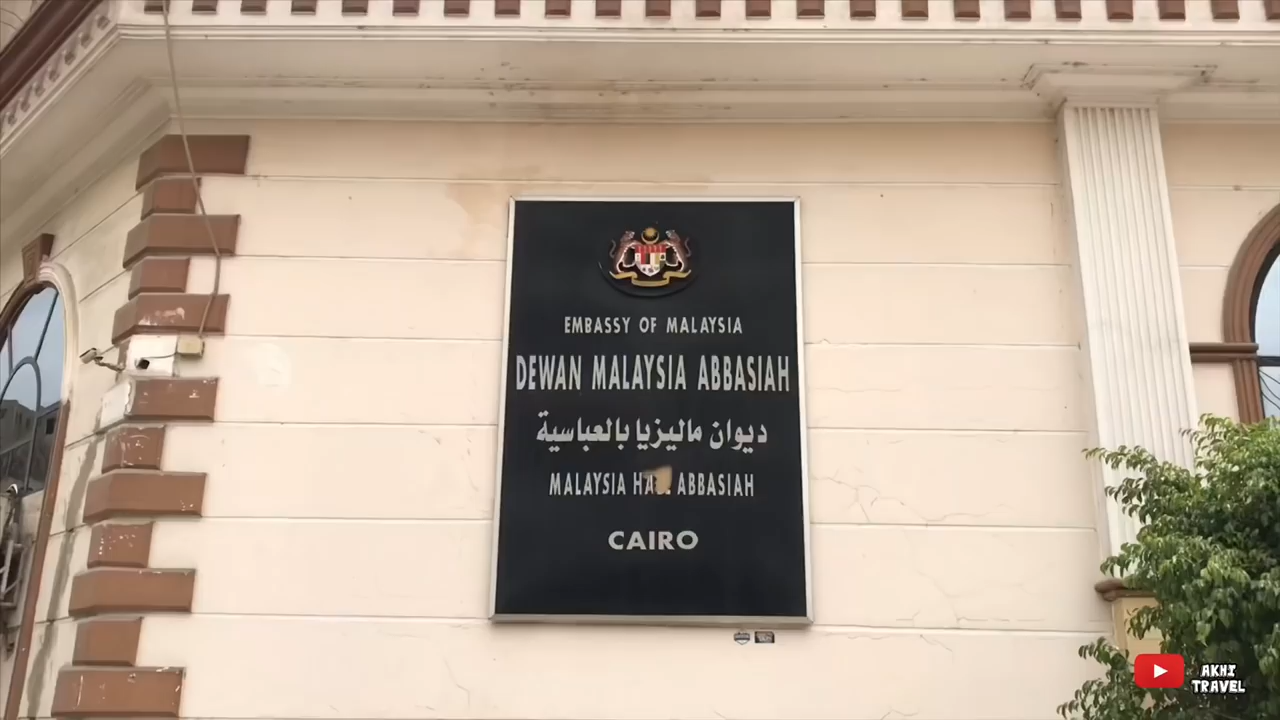 EMBASSY OF MALAYSIA
DEWAN MALAYSIA ABBASIAH
ديوان ماليزيا بالعباسية
MALAYSIA ABBASIAH
CAIRO
AKHI
TRAVEL